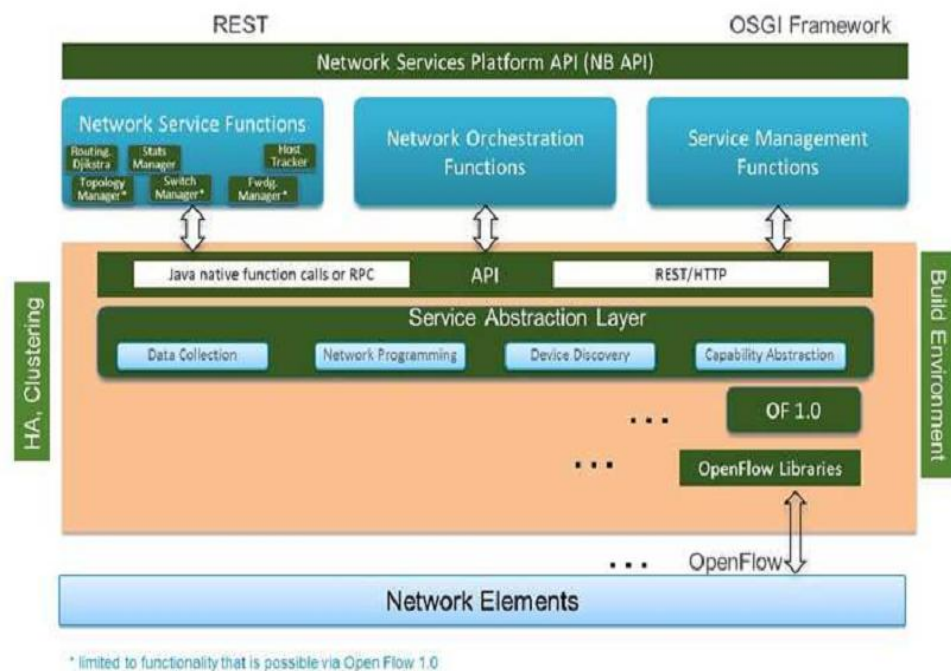 REST
OSGI Framework
Network Services Platform API (NB API)
Network Service Functions
Routing, Djikstra
Stats Manager
Host Tracker
Topology Manager*
Switch Manager*
Fwdg. Manager*
Network Orchestration
Functions
Service Management
Functions
HA, Clustering
Java native function calls or RPC
API
REST/HTTP
Service Abstraction Layer
Data Collection
Network Programming
Device Discovery
Capability Abstraction
... OF 1.0
... OpenFlow Libraries
Build Environment
... OpenFlow
Network Elements
* limited to functionality that is possible via Open Flow 1.0